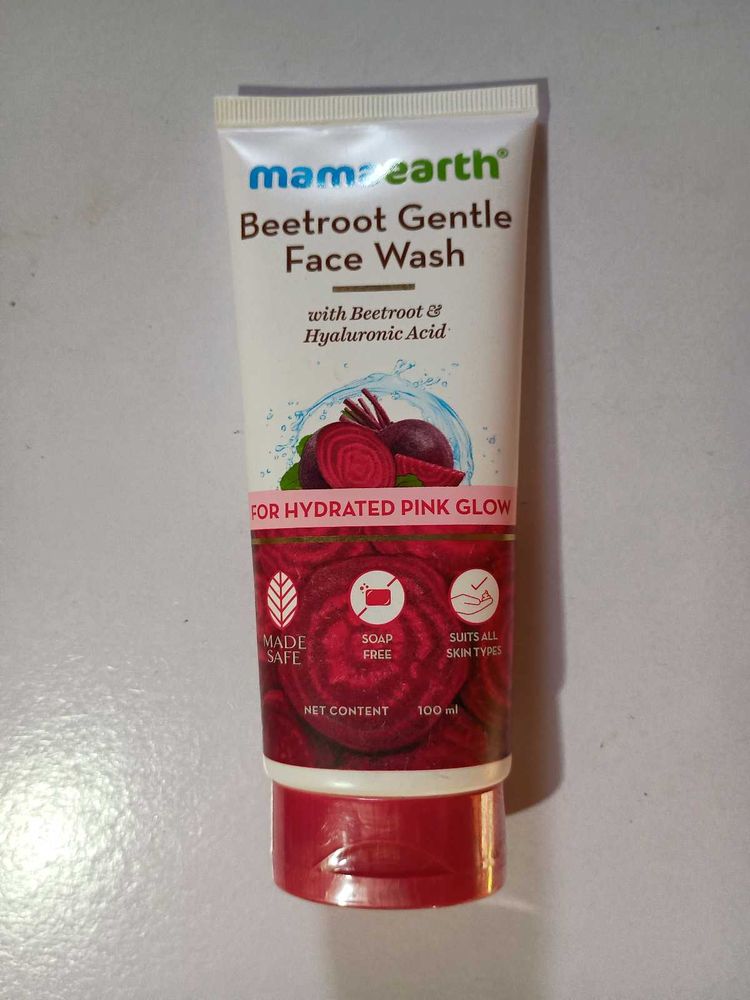 mamaearth®
Beetroot Gentle
Face Wash
with Beetroot &
Hyaluronic Acid
FOR HYDRATED PINK GLOW
MADE
SAFE
SOAP
FREE
SUITS ALL
SKIN TYPES
NET CONTENT 100 ml